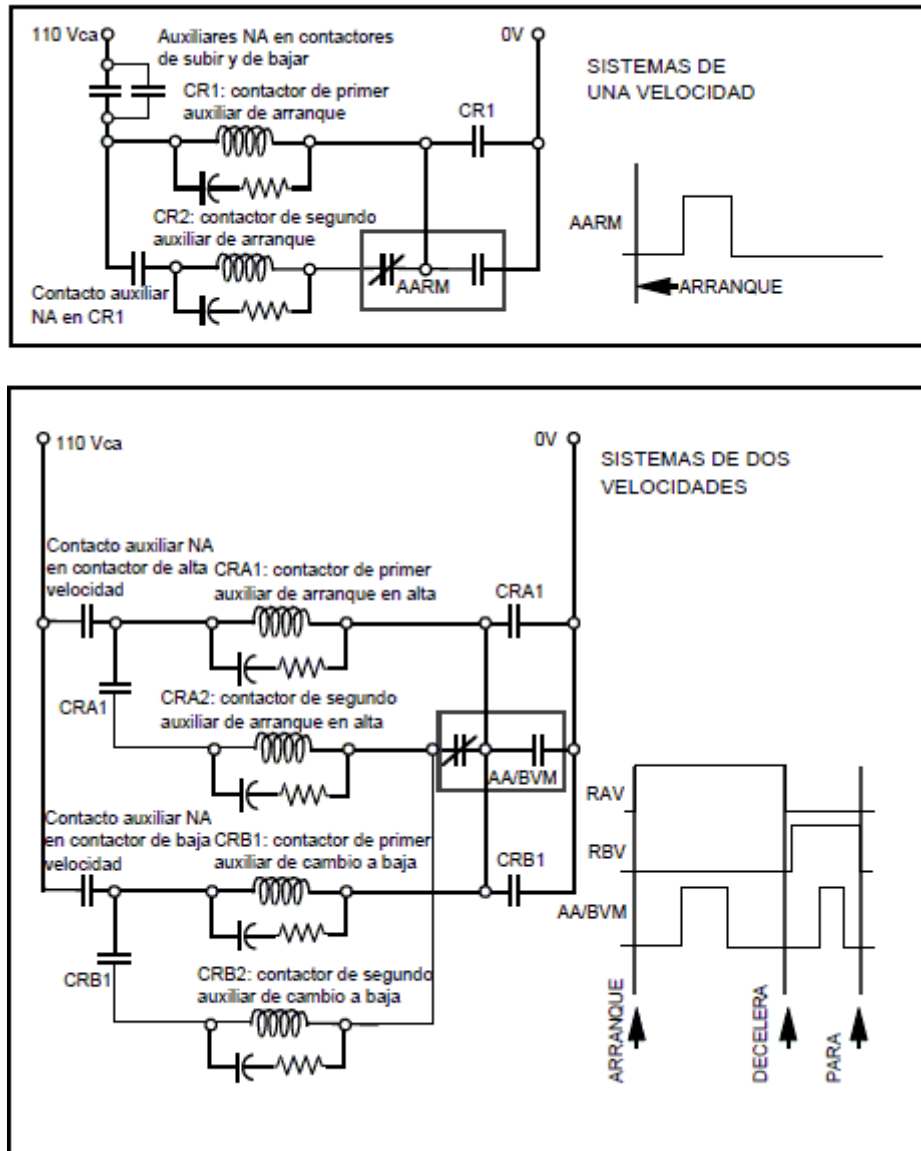 110 Vca
Auxiliares NA en contactores
de subir y de bajar
0V
SISTEMAS DE
UNA VELOCIDAD
CR1: contactor de primer
auxiliar de arranque
CR1
CR2: contactor de segundo
auxiliar de arranque
AARM
AARM
ARRANQUE
Contacto auxiliar
NA en CR1
110 Vca
0V
SISTEMAS DE DOS
VELOCIDADES
Contacto auxiliar NA
en contactor de alta
velocidad
CRA1: contactor de primer
auxiliar de arranque en alta
CRA1
CRA1
CRA2: contactor de segundo
auxiliar de arranque en alta
AA/BVM
Contacto auxiliar NA
en contactor de baja
velocidad
CRB1: contactor de primer
auxiliar de cambio a baja
CRB1
CRB1
CRB2: contactor de segundo
auxiliar de cambio a baja
RAV
RBV
AA/BVM
ARRANQUE
DECELERA
PARA